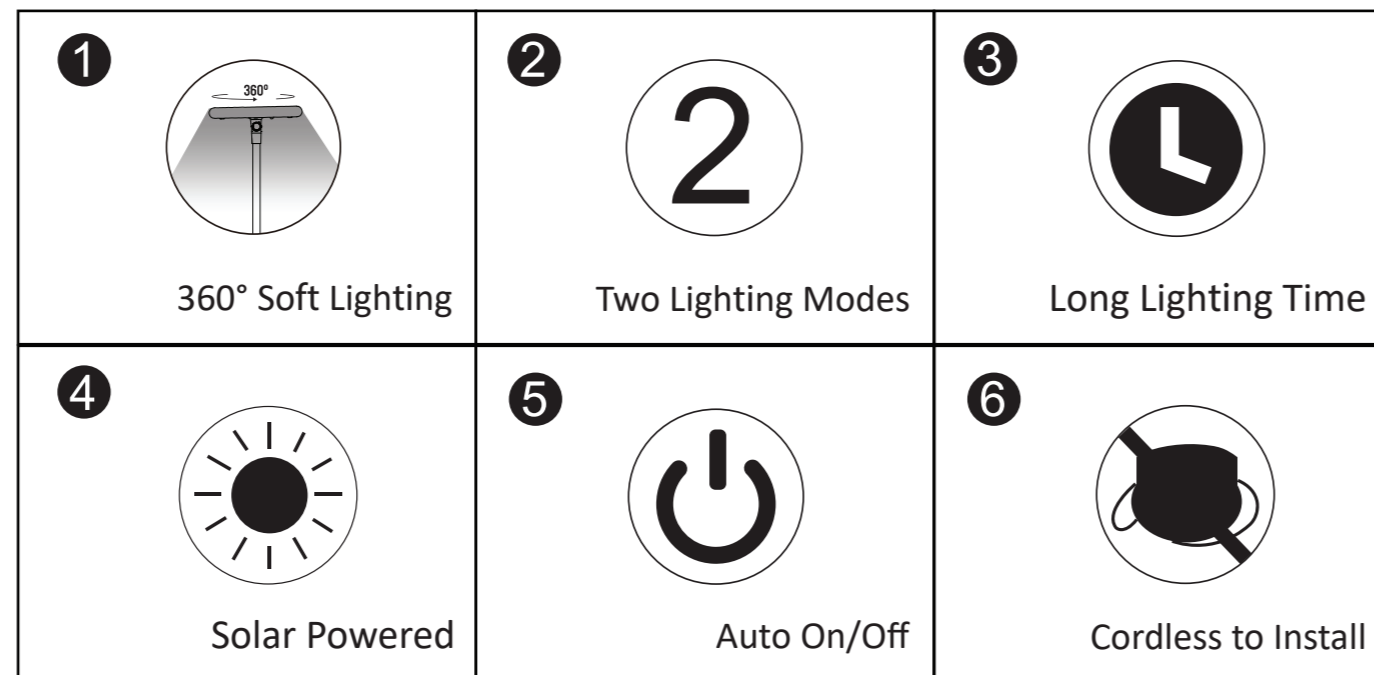 1
360°
360° Soft Lighting
2
2
Two Lighting Modes
3
Long Lighting Time
4
Solar Powered
5
Auto On/Off
6
Cordless to Install